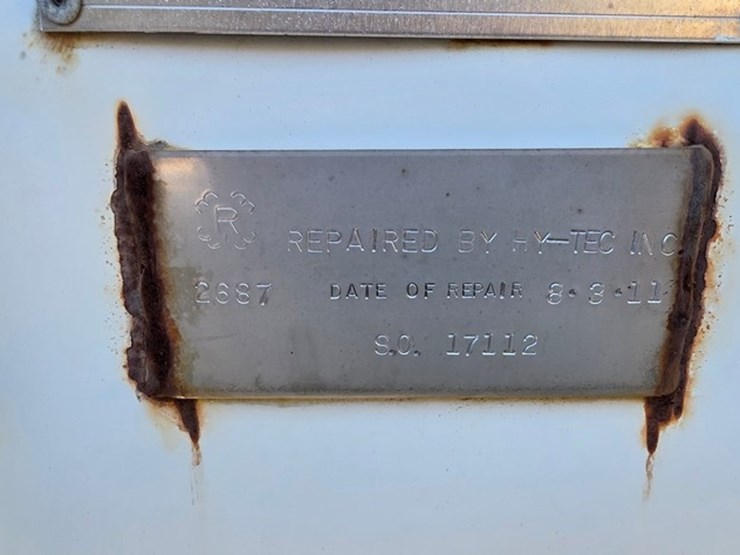 R
REPAIRED BY HY-TEC INC.
2687 DATE OF REPAIR 8·3·11
S.O. 17112